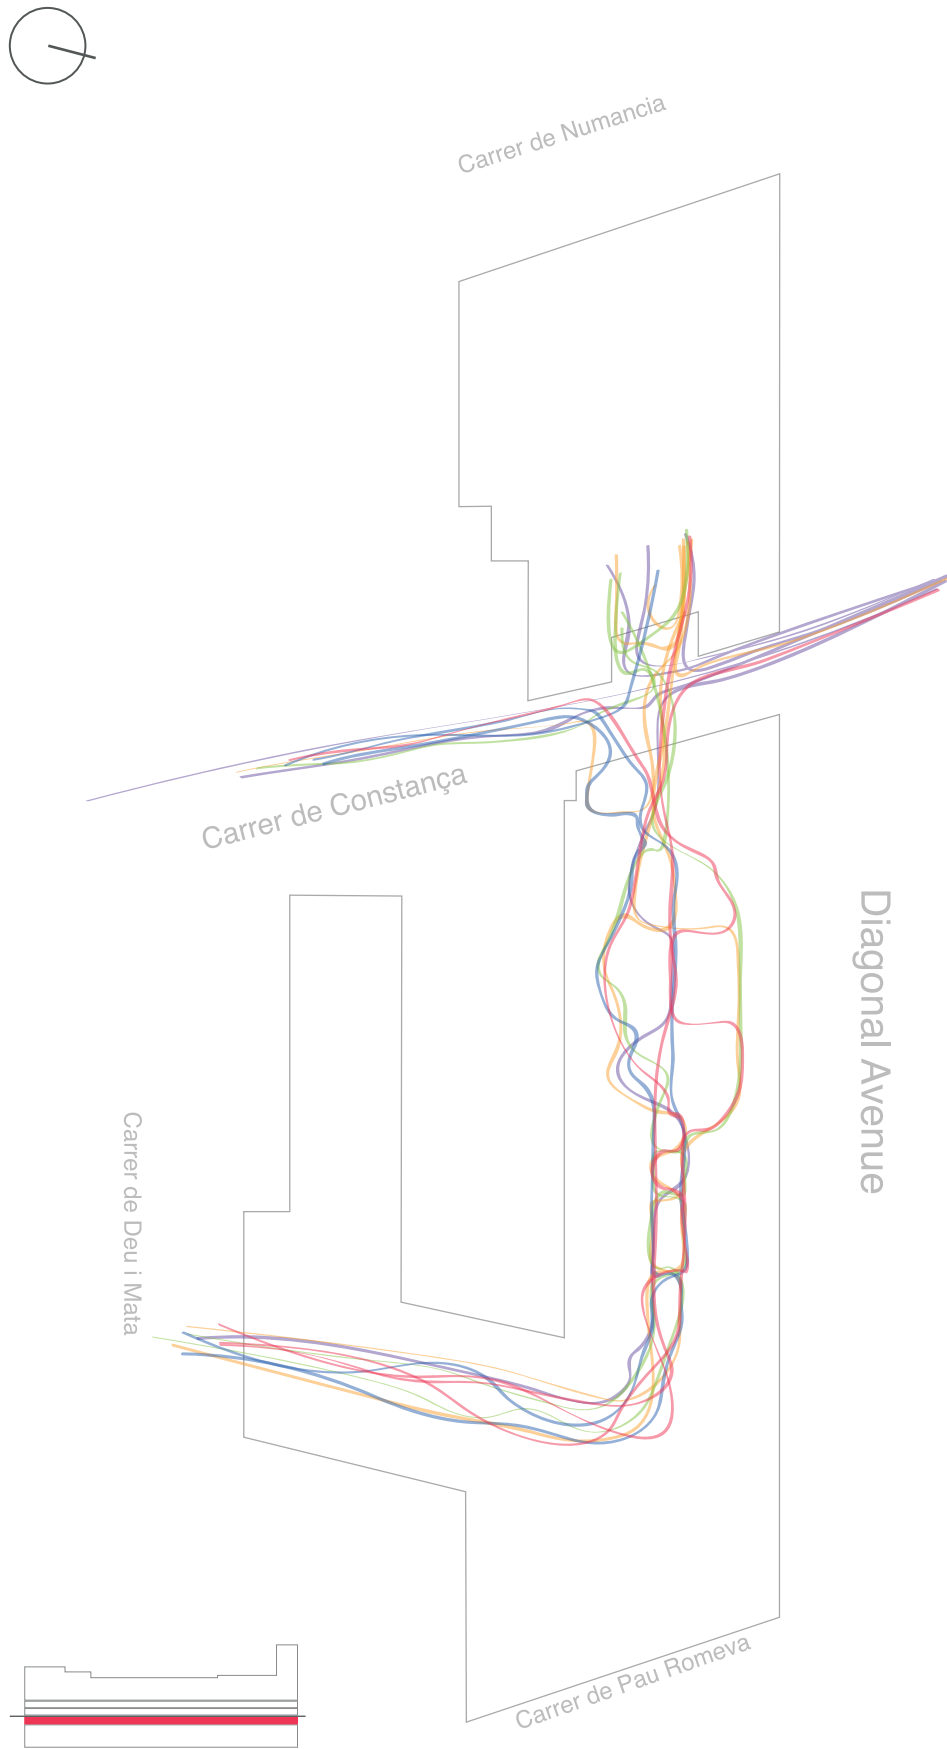 Carrer de Numancia
Carrer de Constança
Diagonal Avenue
Carrer de Deu i Mata
Carrer de Pau Romeva